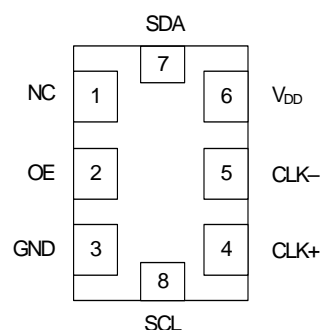 SDA
7
NC 1 6 VDD
OE 2 5 CLK–
GND 3 4 CLK+
8
SCL